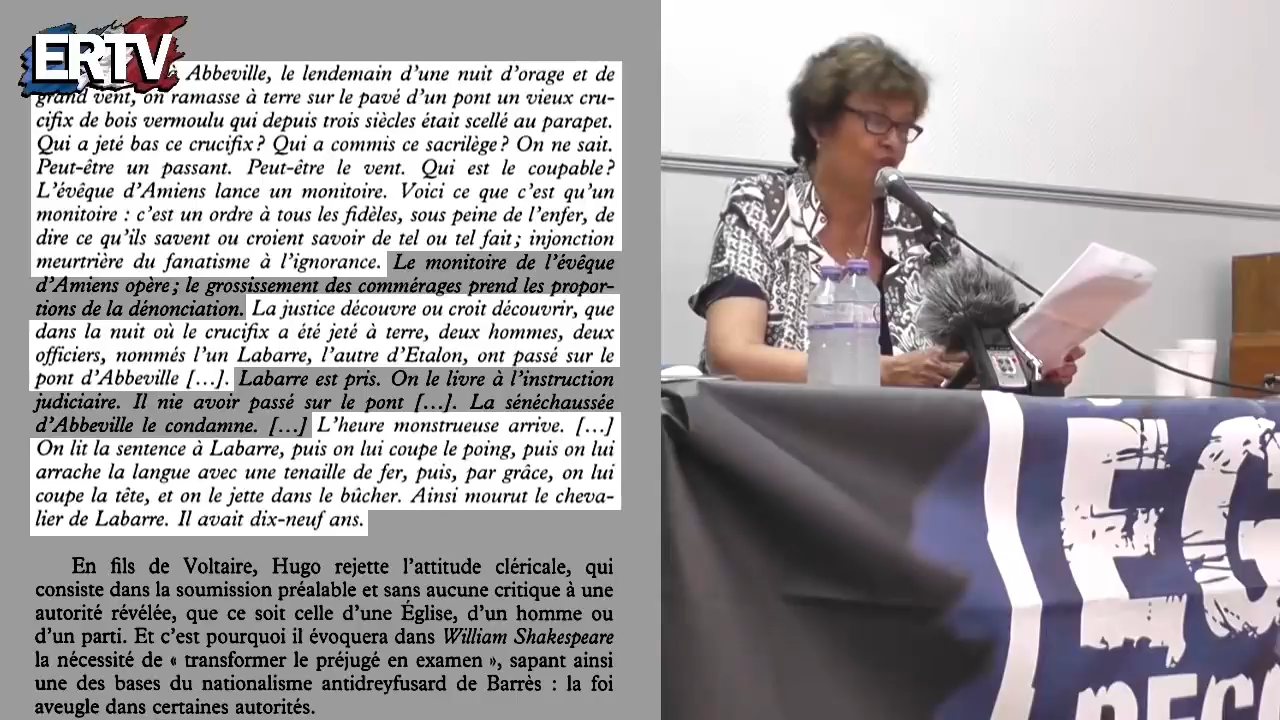 ERTV
à Abbeville, le lendemain d'une nuit d'orage et de
grand vent, on ramasse à terre sur le pavé d'un pont un vieux cru-
cifix de bois vermoulu qui depuis trois siècles était scellé au parapet.
Qui a jeté bas ce crucifix ? Qui a commis ce sacrilège ? On ne sait.
Peut-être un passant. Peut-être le vent. Qui est le coupable ?
L'évêque d'Amiens lance un monitoire. Voici ce que c'est qu'un
monitoire : c'est un ordre à tous les fidèles, sous peine de l'enfer, de
dire ce qu'ils savent ou croient savoir de tel ou tel fait ; injonction
meurtrière du fanatisme à l'ignorance. Le monitoire de l'évêque
d'Amiens opère ; le grossissement des commérages prend les propor-
tions de la dénonciation. La justice découvre ou croit découvrir, que
dans la nuit où le crucifix a été jeté à terre, deux hommes, deux
officiers, nommés l'un Labarre, l'autre d'Etalon, ont passé sur le
pont d'Abbeville [...]. Labarre est pris. On le livre à l'instruction
judiciaire. Il nie avoir passé sur le pont [...]. La sénéchaussée
d'Abbeville le condamne. [...] L'heure monstrueuse arrive. [...]
On lit la sentence à Labarre, puis on lui coupe le poing, puis on lui
arrache la langue avec une tenaille de fer, puis, par grâce, on lui
coupe la tête, et on le jette dans le bûcher. Ainsi mourut le cheva-
lier de Labarre. Il avait dix-neuf ans.
En fils de Voltaire, Hugo rejette l'attitude cléricale, qui
consiste dans la soumission préalable et sans aucune critique à une
autorité révélée, que ce soit celle d'une Église, d'un homme ou
d'un parti. Et c'est pourquoi il évoquera dans William Shakespeare
la nécessité de « transformer le préjugé en examen », sapant ainsi
une des bases du nationalisme antidreyfusard de Barrès : la foi
aveugle dans certaines autorités.